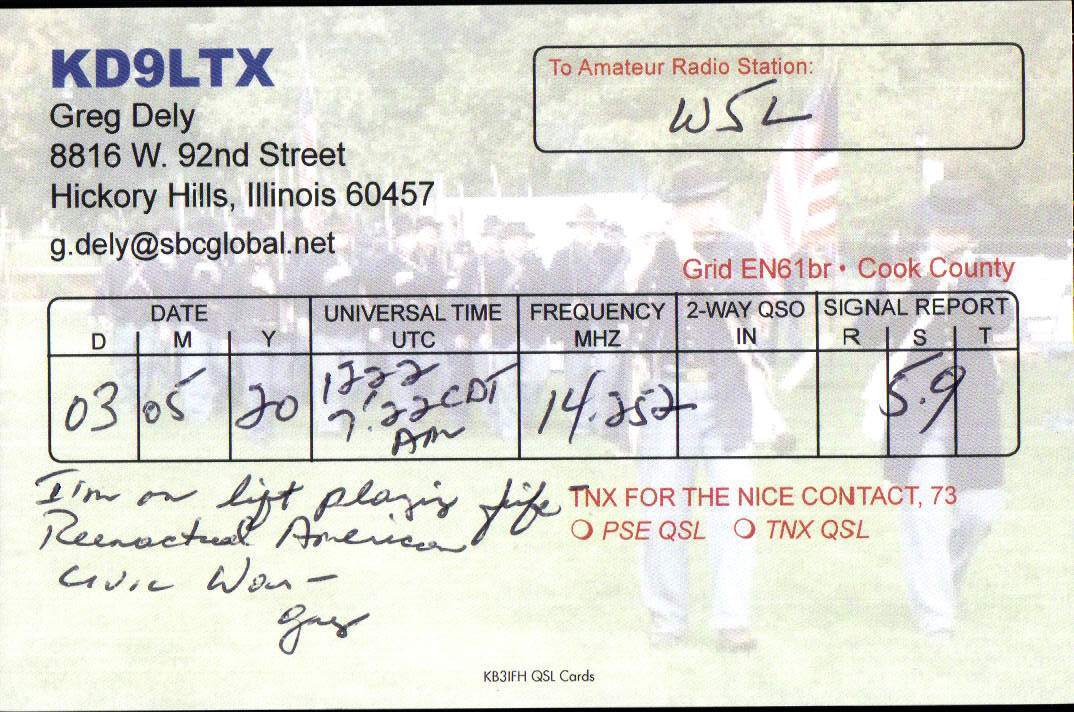 KD9LTX
Greg Dely
8816 W. 92nd Street
Hickory Hills, Illinois 60457
g.dely@sbcglobal.net
To Amateur Radio Station:
W5L
Grid EN61br • Cook County
DATE UNIVERSAL TIME FREQUENCY 2-WAY QSO SIGNAL REPORT
D M Y UTC MHZ IN R S T
03 05 20 1222 14.252 5.9
7:22 CDT
AM
I'm on left playing fife
Reenactual American
Civic War -
Greg
TNX FOR THE NICE CONTACT, 73
PSE QSL TNX QSL
KB3IFH QSL Cards